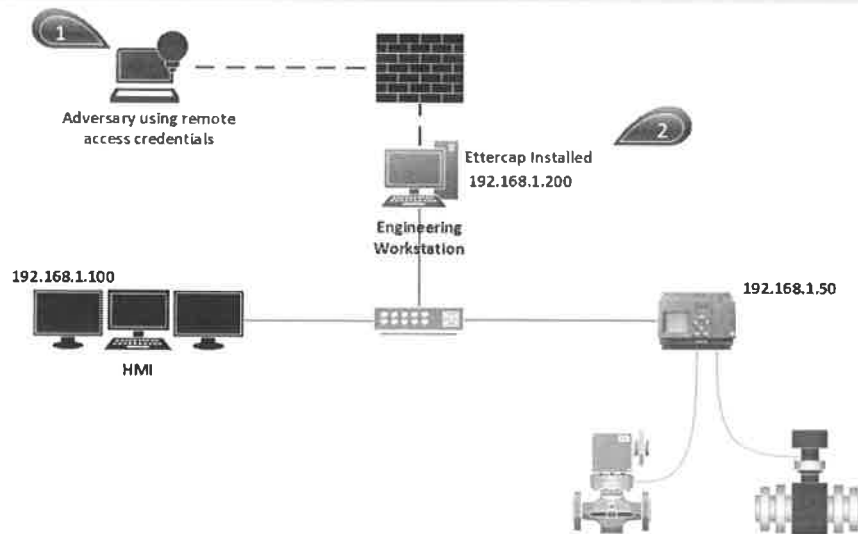 1
Adversary using remote
access credentials
2
Ettercap Installed
192.168.1.200
Engineering
Workstation
192.168.1.100
192.168.1.50
HMI